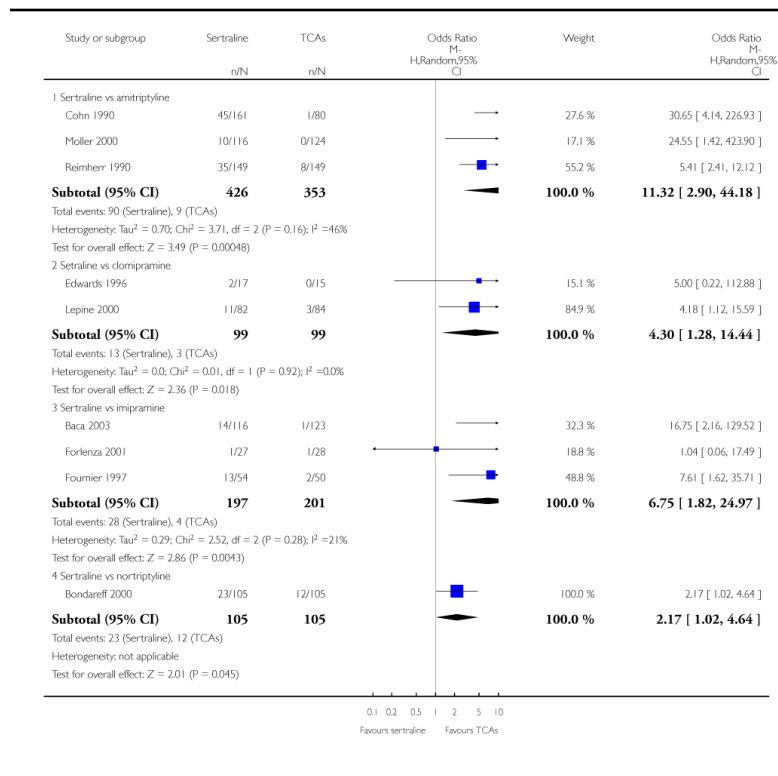 Study or subgroup Sertraline TCAs Odds Ratio Weight Odds Ratio
M- M-
H,Random,95% H,Random,95%
n/N n/N CI CI
1 Sertraline vs amitriptyline
Cohn 1990 45/161 1/80 27.6 % 30.65 [ 4.14, 226.93 ]
Moller 2000 10/116 0/124 17.1 % 24.55 [ 1.42, 423.90 ]
Reimherr 1990 35/149 8/149 55.2 % 5.41 [ 2.41, 12.12 ]
Subtotal (95% CI) 426 353 100.0 % 11.32 [ 2.90, 44.18 ]
Total events: 90 (Sertraline), 9 (TCAs)
Heterogeneity: Tau² = 0.70; Chi² = 3.71, df = 2 (P = 0.16); I² =46%
Test for overall effect: Z = 3.49 (P = 0.00048)
2 Setraline vs clomipramine
Edwards 1996 2/17 0/15 15.1 % 5.00 [ 0.22, 112.88 ]
Lepine 2000 11/82 3/84 84.9 % 4.18 [ 1.12, 15.59 ]
Subtotal (95% CI) 99 99 100.0 % 4.30 [ 1.28, 14.44 ]
Total events: 13 (Sertraline), 3 (TCAs)
Heterogeneity: Tau² = 0.0; Chi² = 0.01, df = 1 (P = 0.92); I² =0.0%
Test for overall effect: Z = 2.36 (P = 0.018)
3 Sertraline vs imipramine
Baca 2003 14/116 1/123 32.3 % 16.75 [ 2.16, 129.52 ]
Forlenza 2001 1/27 1/28 18.8 % 1.04 [ 0.06, 17.49 ]
Fournier 1997 13/54 2/50 48.8 % 7.61 [ 1.62, 35.71 ]
Subtotal (95% CI) 197 201 100.0 % 6.75 [ 1.82, 24.97 ]
Total events: 28 (Sertraline), 4 (TCAs)
Heterogeneity: Tau² = 0.29; Chi² = 2.52, df = 2 (P = 0.28); I² =21%
Test for overall effect: Z = 2.86 (P = 0.0043)
4 Sertraline vs nortriptyline
Bondareff 2000 23/105 12/105 100.0 % 2.17 [ 1.02, 4.64 ]
Subtotal (95% CI) 105 105 100.0 % 2.17 [ 1.02, 4.64 ]
Total events: 23 (Sertraline), 12 (TCAs)
Heterogeneity: not applicable
Test for overall effect: Z = 2.01 (P = 0.045)
0.1 0.2 0.5 1 2 5 10
Favours sertraline Favours TCAs